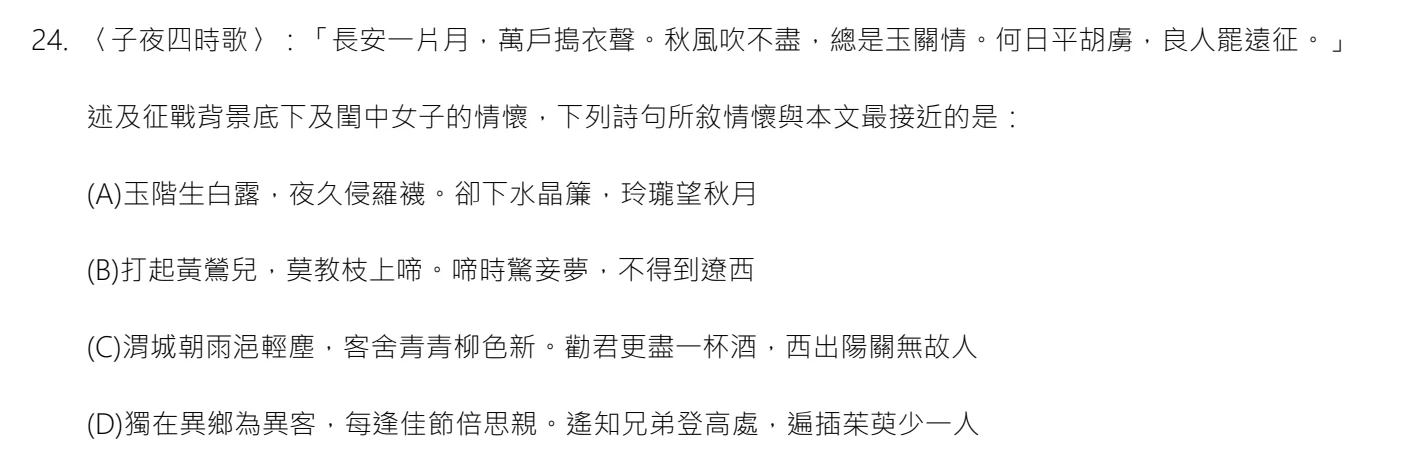 24. 〈子夜四時歌〉:「長安一片月，萬戶搗衣聲。秋風吹不盡，總是玉關情。何日平胡虜，良人罷遠征。」
述及征戰背景底下及閨中女子的情懷，下列詩句所敘情懷與本文最接近的是：
(A)玉階生白露，夜久侵羅襪。卻下水晶簾，玲瓏望秋月
(B)打起黃鶯兒，莫教枝上啼。啼時驚妾夢，不得到遼西
(C)渭城朝雨浥輕塵，客舍青青柳色新。勸君更盡一杯酒，西出陽關無故人
(D)獨在異鄉為異客，每逢佳節倍思親。遙知兄弟登高處，遍插茱萸少一人